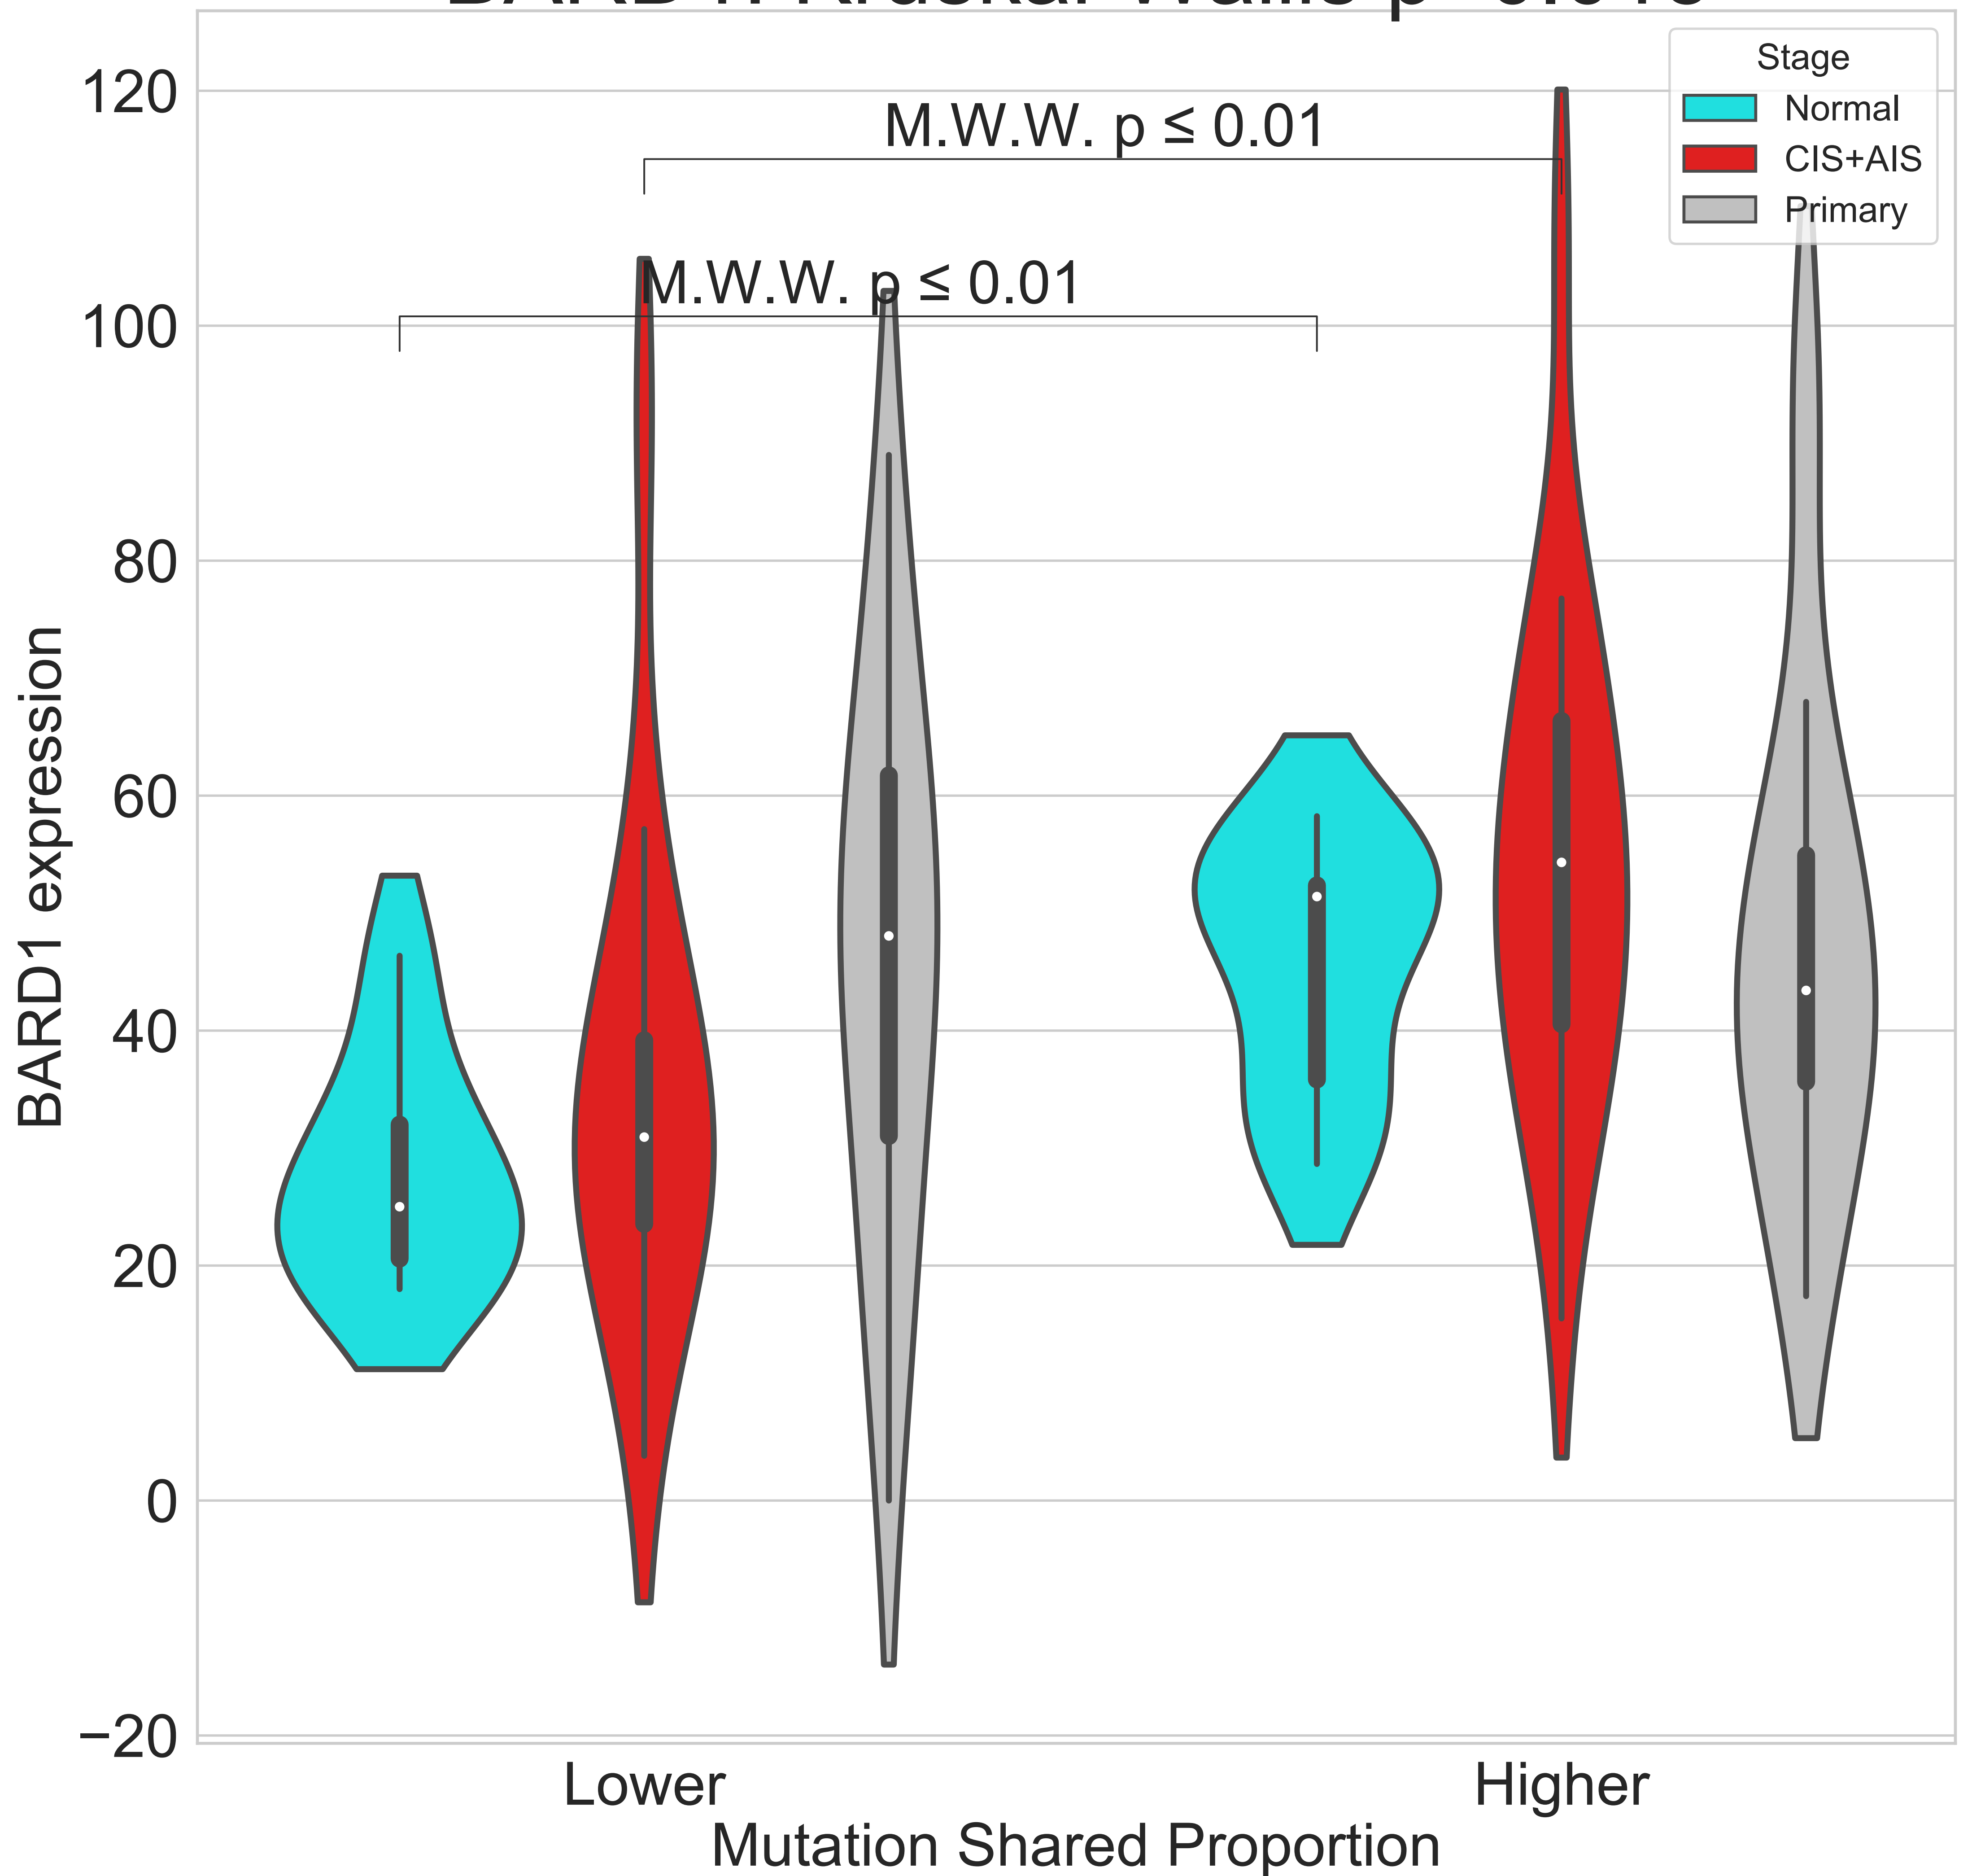 Stage
Normal
CIS+AIS
Primary
M.W.W. p ≤ 0.01
M.W.W. p ≤ 0.01
120
100
80
60
40
20
0
−20
BARD1 expression
Lower
Higher
Mutation Shared Proportion